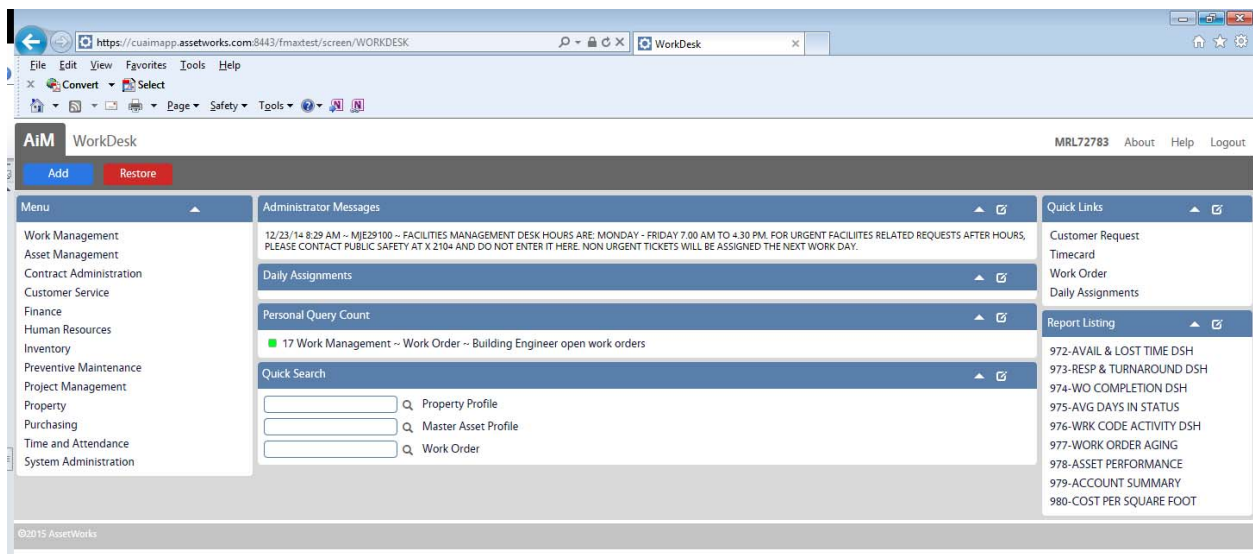 https://cuaimapp.assetworks.com:8443/fmaxtest/screen/WORKDESK
WorkDesk
File Edit View Favorites Tools Help
Convert Select
Page Safety Tools
AiM WorkDesk
MRL72783 About Help Logout
Add Restore
Menu
Work Management
Asset Management
Contract Administration
Customer Service
Finance
Human Resources
Inventory
Preventive Maintenance
Project Management
Property
Purchasing
Time and Attendance
System Administration
Administrator Messages
12/23/14 8:29 AM ~ MJE29100 ~ FACILITIES MANAGEMENT DESK HOURS ARE: MONDAY - FRIDAY 7.00 AM TO 4.30 PM. FOR URGENT FACILIITES RELATED REQUESTS AFTER HOURS,
PLEASE CONTACT PUBLIC SAFETY AT X 2104 AND DO NOT ENTER IT HERE. NON URGENT TICKETS WILL BE ASSIGNED THE NEXT WORK DAY.
Daily Assignments
Personal Query Count
17 Work Management ~ Work Order ~ Building Engineer open work orders
Quick Search
Property Profile
Master Asset Profile
Work Order
Quick Links
Customer Request
Timecard
Work Order
Daily Assignments
Report Listing
972-AVAIL & LOST TIME DSH
973-RESP & TURNAROUND DSH
974-WO COMPLETION DSH
975-AVG DAYS IN STATUS
976-WRK CODE ACTIVITY DSH
977-WORK ORDER AGING
978-ASSET PERFORMANCE
979-ACCOUNT SUMMARY
980-COST PER SQUARE FOOT
©2015 AssetWorks